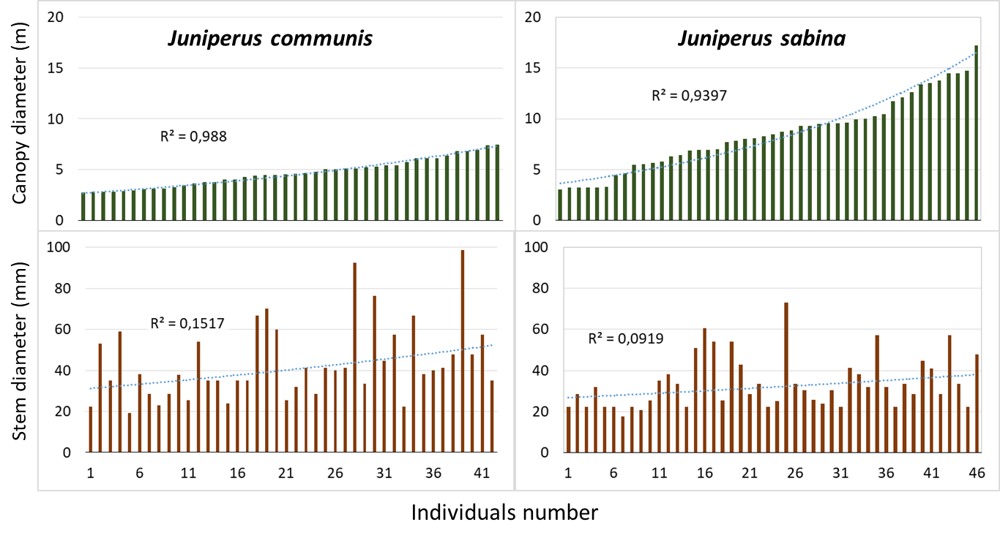 Canopy diameter (m)
20
15
10
5
0
Juniperus communis
R² = 0,988
20
15
10
5
0
Juniperus sabina
R² = 0,9397
Stem diameter (mm)
100
80
60
40
20
0
R² = 0,1517
1 6 11 16 21 26 31 36 41
100
80
60
40
20
0
R² = 0,0919
1 6 11 16 21 26 31 36 41 46
Individuals number